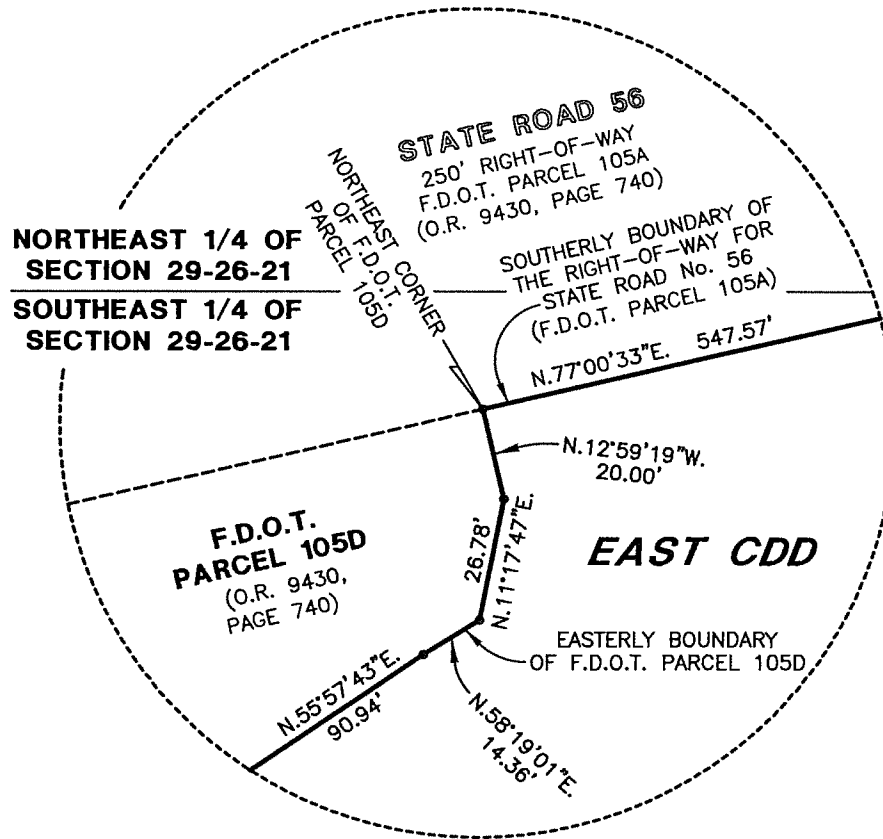 STATE ROAD 56
250' RIGHT-OF-WAY
F.D.O.T. PARCEL 105A
(O.R. 9430, PAGE 740)
NORTHEAST CORNER
OF F.D.O.T.
PARCEL 105D
NORTHEAST 1/4 OF
SECTION 29-26-21
SOUTHEAST 1/4 OF
SECTION 29-26-21
SOUTHERLY BOUNDARY OF
THE RIGHT-OF-WAY FOR
STATE ROAD No. 56
(F.D.O.T. PARCEL 105A)
N.77°00'33"E. 547.57'
N.12°59'19"W.
20.00'
F.D.O.T.
PARCEL 105D
(O.R. 9430,
PAGE 740)
26.78'
N.11°17'47"E.
EAST CDD
EASTERLY BOUNDARY
OF F.D.O.T. PARCEL 105D
N.55°57'43"E.
90.94'
N.58°19'01"E.
14.36'